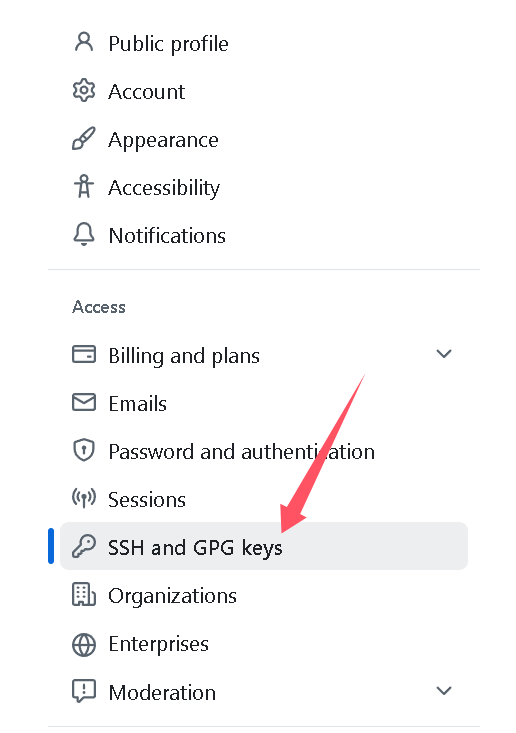 Public profile
Account
Appearance
Accessibility
Notifications
Access
Billing and plans
Emails
Password and authentication
Sessions
SSH and GPG keys
Organizations
Enterprises
Moderation